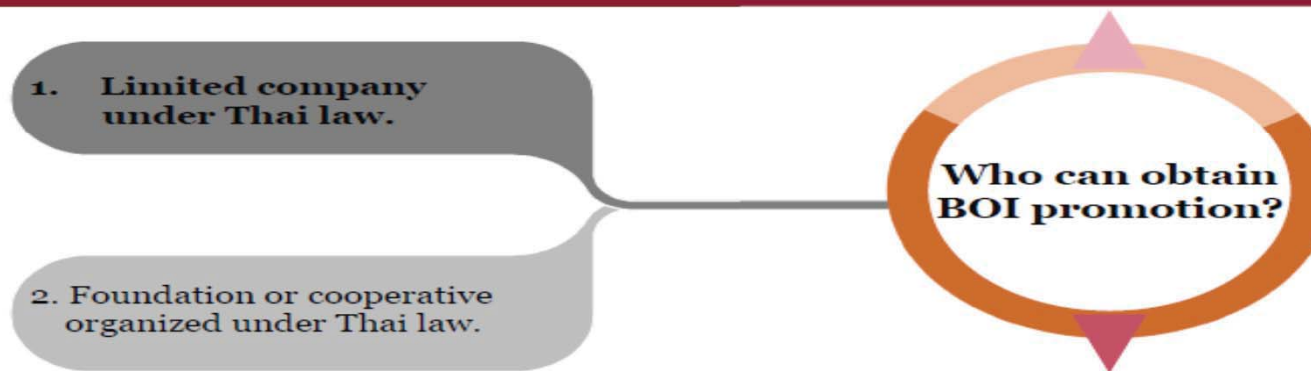 1. Limited company
under Thai law.
2. Foundation or cooperative
organized under Thai law.
Who can obtain
BOI promotion?